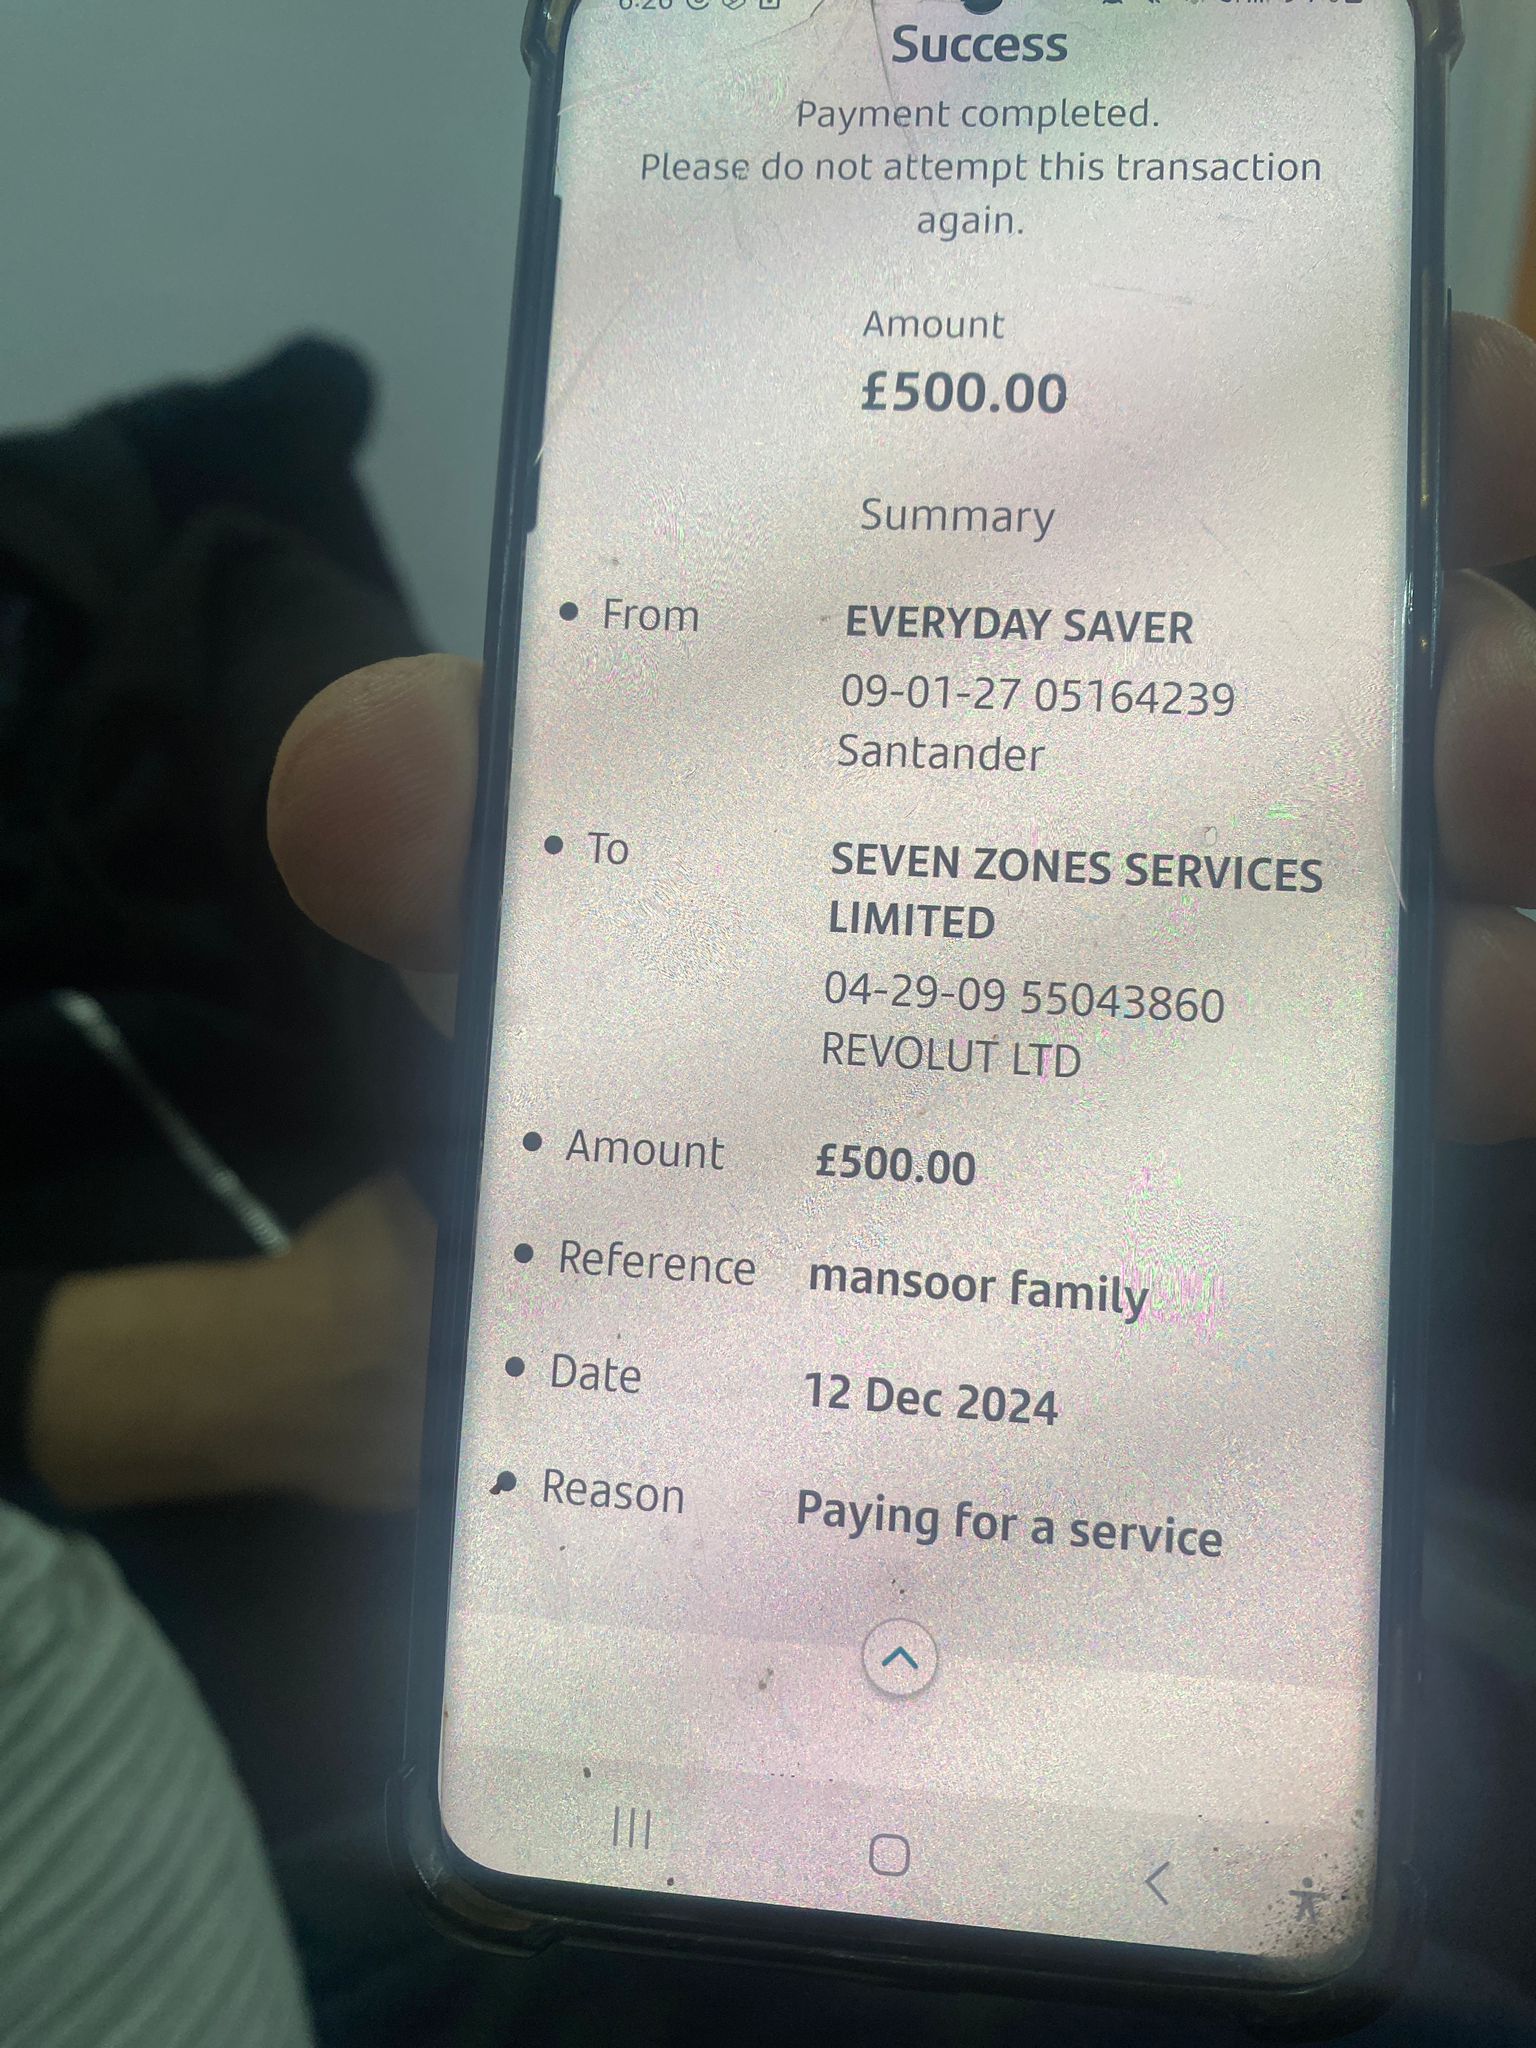 Success
Payment completed.
Please do not attempt this transaction
again.
Amount
£500.00
Summary
From
EVERYDAY SAVER
09-01-27 05164239
Santander
To
SEVEN ZONES SERVICES
LIMITED
04-29-09 55043860
REVOLUT LTD
Amount £500.00
Reference mansoor family
Date 12 Dec 2024
Reason Paying for a service